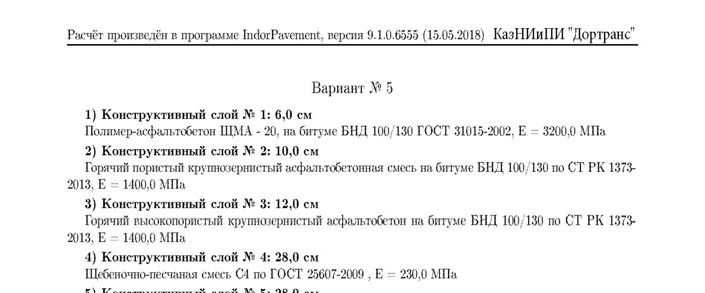 Расчёт произведён в программе IndorPavement, версия 9.1.0.6555 (15.05.2018) КазНИиПИ "Дортранс"
Вариант № 5
1) Конструктивный слой № 1: 6,0 см
Полимер-асфальтобетон ЩМА - 20, на битуме БНД 100/130 ГОСТ 31015-2002, E = 3200,0 МПа
2) Конструктивный слой № 2: 10,0 см
Горячий пористый крупнозернистый асфальтобетонная смесь на битуме БНД 100/130 по СТ РК 1373-
2013, E = 1400,0 МПа
3) Конструктивный слой № 3: 12,0 см
Горячий высокопористый крупнозернистый асфальтобетон на битуме БНД 100/130 по СТ РК 1373-
2013, E = 1400,0 МПа
4) Конструктивный слой № 4: 28,0 см
Щебеночно-песчаная смесь С4 по ГОСТ 25607-2009 , E = 230,0 МПа
5) Конструктивный слой № 5: 28,0 см